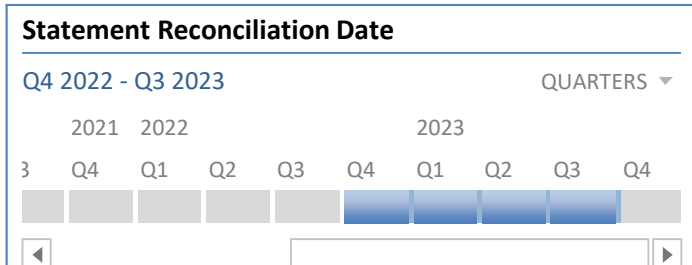 Statement Reconciliation Date
Q4 2022 - Q3 2023 QUARTERS
2021 2022 2023
Q4 Q1 Q2 Q3 Q4 Q1 Q2 Q3 Q4